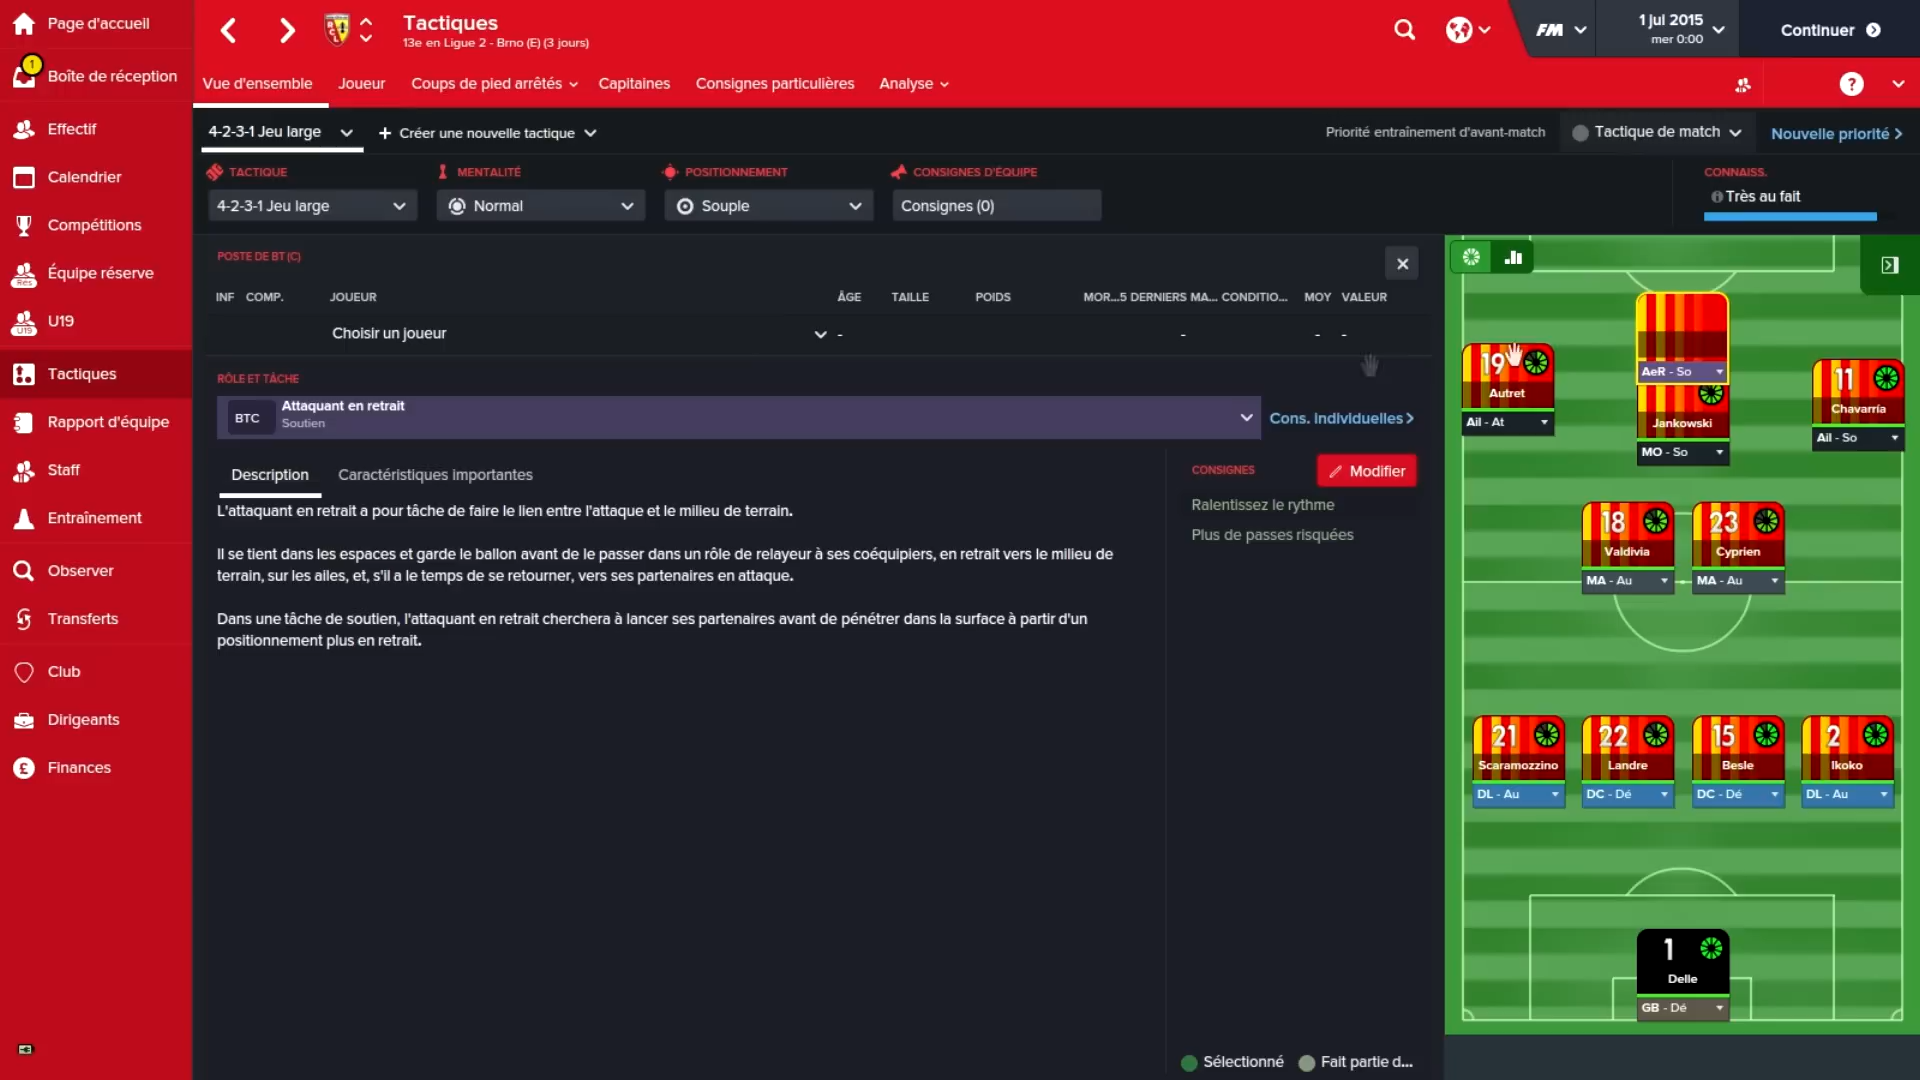 Page d'accueil
1
Boîte de réception
Effectif
Calendrier
Compétitions
Res
Équipe réserve
U19
U19
Tactiques
Rapport d'équipe
Staff
Entraînement
Observer
Transferts
Club
Dirigeants
Finances
RCL
Tactiques
13e en Ligue 2 - Brno (E) (3 jours)
FM
1 jui 2015
mer 0:00
Continuer
Vue d'ensemble
Joueur
Coups de pied arrêtés
Capitaines
Consignes particulières
Analyse
?
4-2-3-1 Jeu large
+ Créer une nouvelle tactique
Priorité entraînement d'avant-match
Tactique de match
Nouvelle priorité >
TACTIQUE
MENTALITÉ
POSITIONNEMENT
CONSIGNES D'ÉQUIPE
CONNAISS.
4-2-3-1 Jeu large
Normal
Souple
Consignes (0)
Très au fait
POSTE DE BT (C)
INF COMP. JOUEUR ÂGE TAILLE POIDS MOR...5 DERNIERS MA... CONDITIO... MOY VALEUR
Choisir un joueur - - - -
RÔLE ET TÂCHE
BTC
Attaquant en retrait
Soutien
Cons. individuelles >
Description
Caractéristiques importantes
L'attaquant en retrait a pour tâche de faire le lien entre l'attaque et le milieu de terrain.
Il se tient dans les espaces et garde le ballon avant de le passer dans un rôle de relayeur à ses coéquipiers, en retrait vers le milieu de
terrain, sur les ailes, et, s'il a le temps de se retourner, vers ses partenaires en attaque.
Dans une tâche de soutien, l'attaquant en retrait cherchera à lancer ses partenaires avant de pénétrer dans la surface à partir d'un
positionnement plus en retrait.
CONSIGNES
Modifier
Ralentissez le rythme
Plus de passes risquées
Sélectionné
Fait partie d...
AeR - So
19
Autret
Ail - At
11
Chavarría
Ail - So
Jankowski
MO - So
18
Valdivia
MA - Au
23
Cyprien
MA - Au
21
Scaramozzino
DL - Au
22
Landre
DC - Dé
15
Besle
DC - Dé
2
Ikoko
DL - Au
1
Delle
GB - Dé